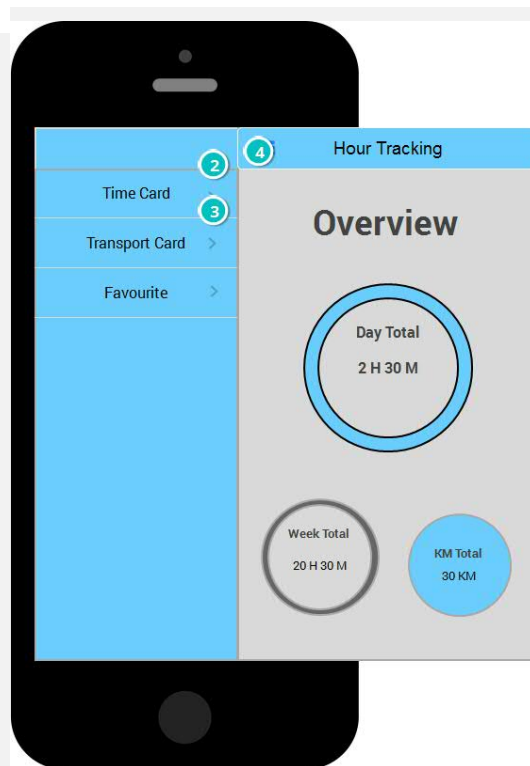 2
4
Hour Tracking
Time Card
3
Transport Card
Favourite
Overview
Day Total
2 H 30 M
Week Total
20 H 30 M
KM Total
30 KM